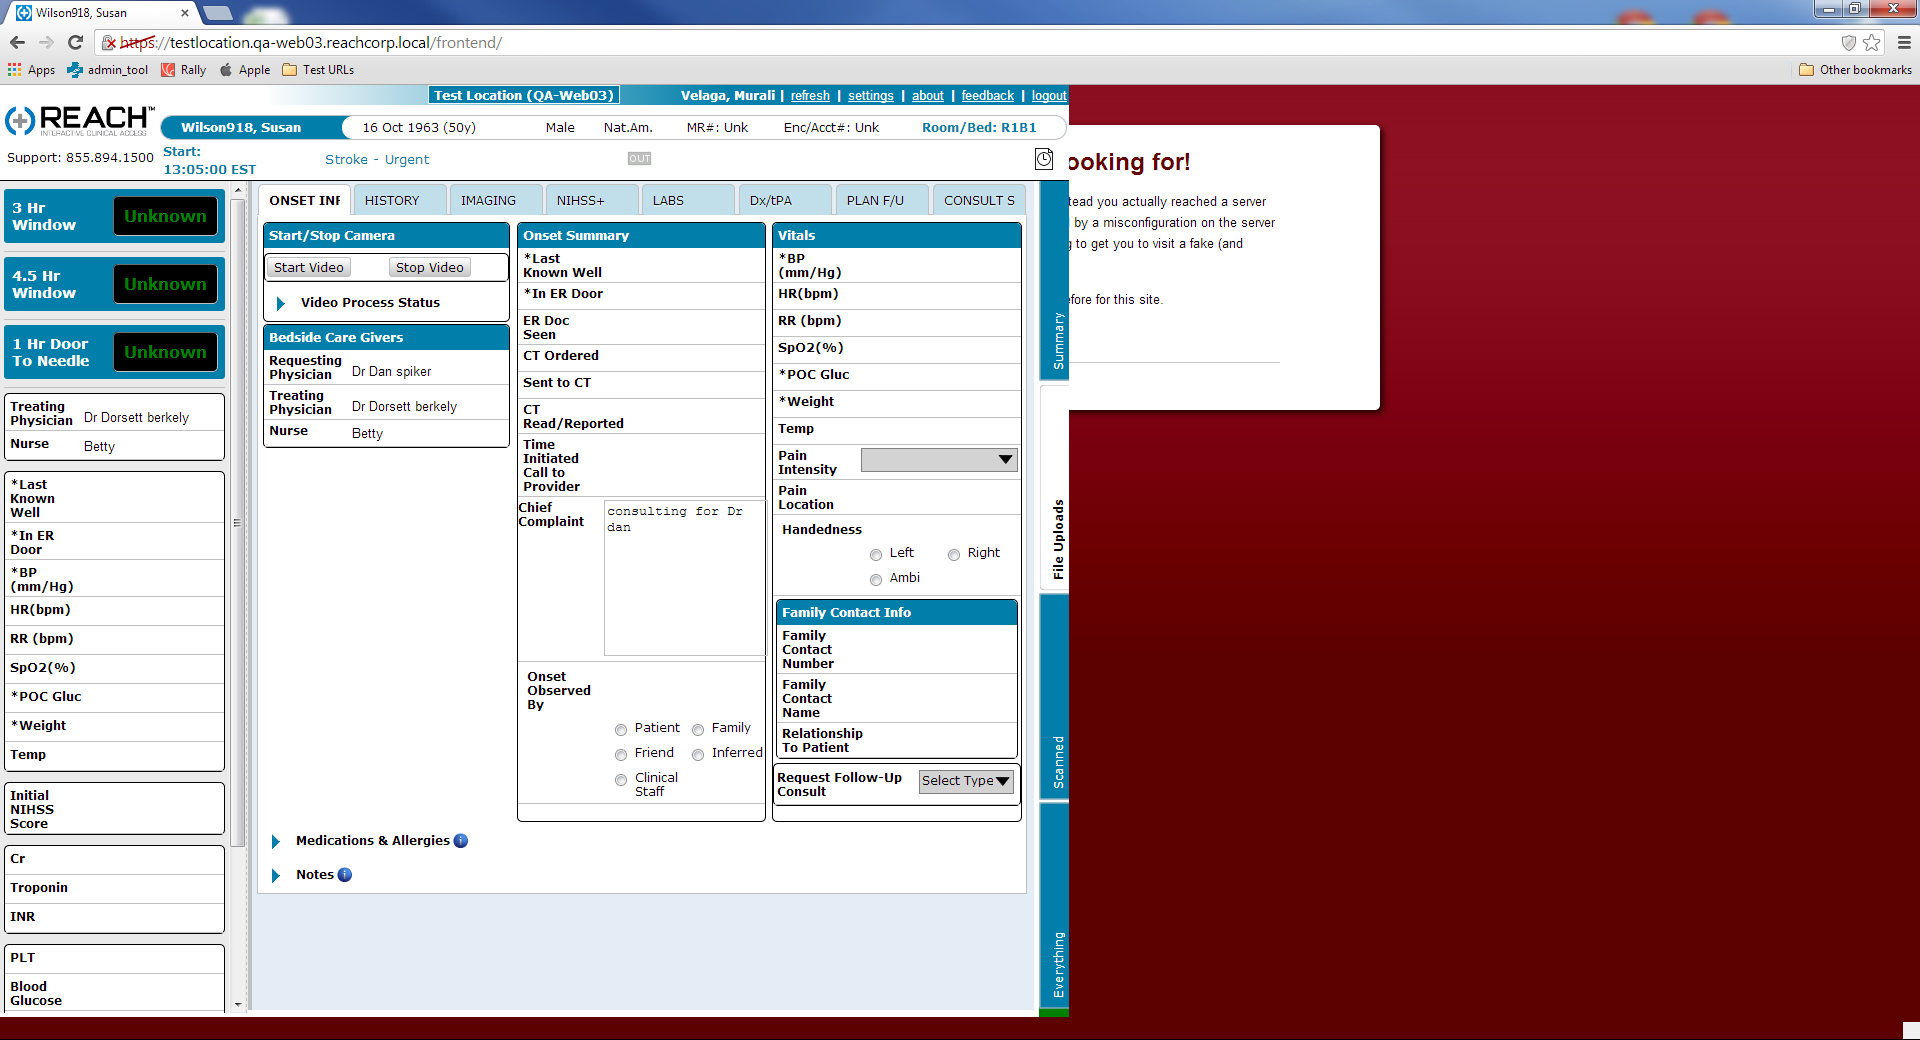 Wilson918, Susan
https://testlocation.qa-web03.reachcorp.local/frontend/
Apps admin_tool Rally Apple Test URLs Other bookmarks
Test Location (QA-Web03) Velaga, Murali | refresh | settings | about | feedback | logout
REACH™
INTERACTIVE CLINICAL ACCESS
Wilson918, Susan 16 Oct 1963 (50y) Male Nat.Am. MR#: Unk Enc/Acct#: Unk Room/Bed: R1B1
Support: 855.894.1500
Start:
13:05:00 EST
Stroke - Urgent
OUT
ooking for!
tead you actually reached a server
by a misconfiguration on the server
to get you to visit a fake (and
efore for this site.
3 Hr
Window
Unknown
4.5 Hr
Window
Unknown
1 Hr Door
To Needle
Unknown
Treating
Physician
Dr Dorsett berkely
Nurse
Betty
*Last
Known
Well
*In ER
Door
*BP
(mm/Hg)
HR(bpm)
RR (bpm)
SpO2(%)
*POC Gluc
*Weight
Temp
Initial
NIHSS
Score
Cr
Troponin
INR
PLT
Blood
Glucose
ONSET INF HISTORY IMAGING NIHSS+ LABS Dx/tPA PLAN F/U CONSULT S
Start/Stop Camera
Start Video Stop Video
Video Process Status
Bedside Care Givers
Requesting
Physician
Dr Dan spiker
Treating
Physician
Dr Dorsett berkely
Nurse
Betty
Onset Summary
*Last
Known Well
*In ER Door
ER Doc
Seen
CT Ordered
Sent to CT
CT
Read/Reported
Time
Initiated
Call to
Provider
Chief
Complaint
consulting for Dr
dan
Onset
Observed
By
Patient Family
Friend Inferred
Clinical
Staff
Vitals
*BP
(mm/Hg)
HR(bpm)
RR (bpm)
SpO2(%)
*POC Gluc
*Weight
Temp
Pain
Intensity
Pain
Location
Handedness
Left Right
Ambi
Family Contact Info
Family
Contact
Number
Family
Contact
Name
Relationship
To Patient
Request Follow-Up
Consult
Select Type
Medications & Allergies
Notes
Summary
File Uploads
Scanned
Everything